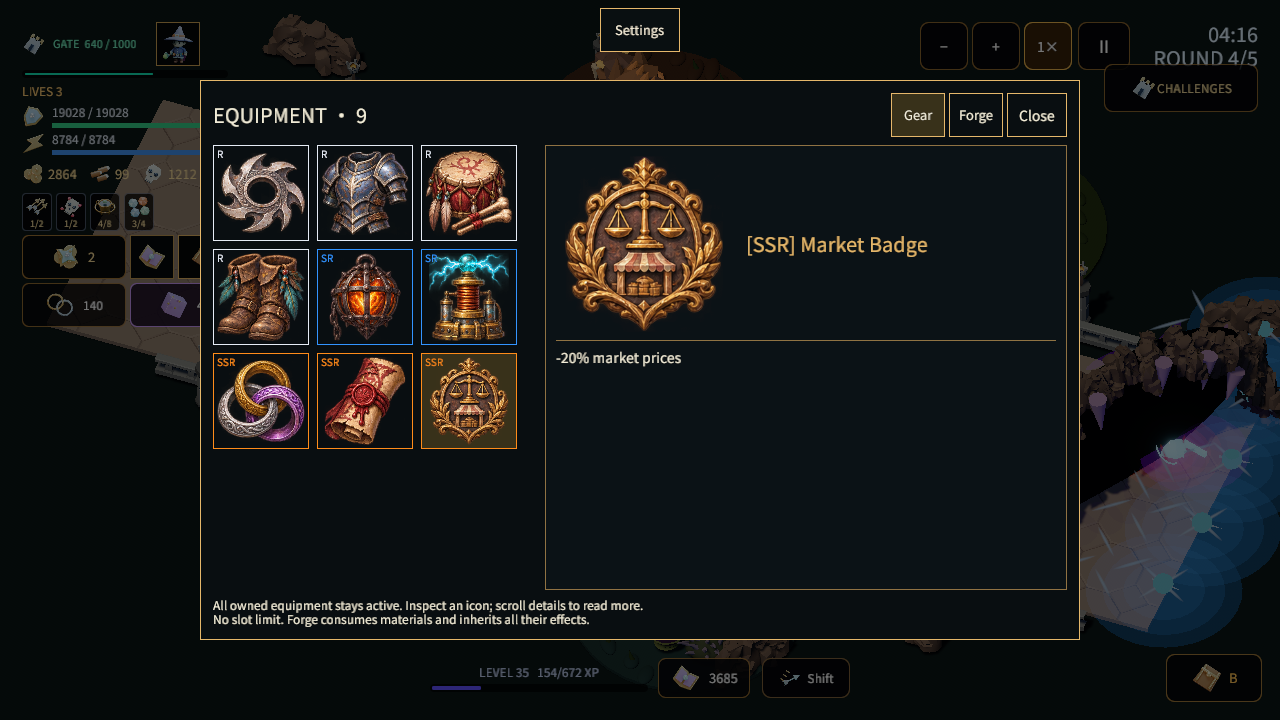 Settings
GATE 640 / 1000
04:16
ROUND 4/5
− + 1× II
CHALLENGES
LIVES 3
19028 / 19028
8784 / 8784
2864 99 1212
1/2 1/2 4/8 3/4
2
140
EQUIPMENT • 9
Gear Forge Close
R R R
R SR SR
SSR SSR SSR
[SSR] Market Badge
-20% market prices
All owned equipment stays active. Inspect an icon; scroll details to read more.
No slot limit. Forge consumes materials and inherits all their effects.
LEVEL 35 154/672 XP
3685
Shift
B